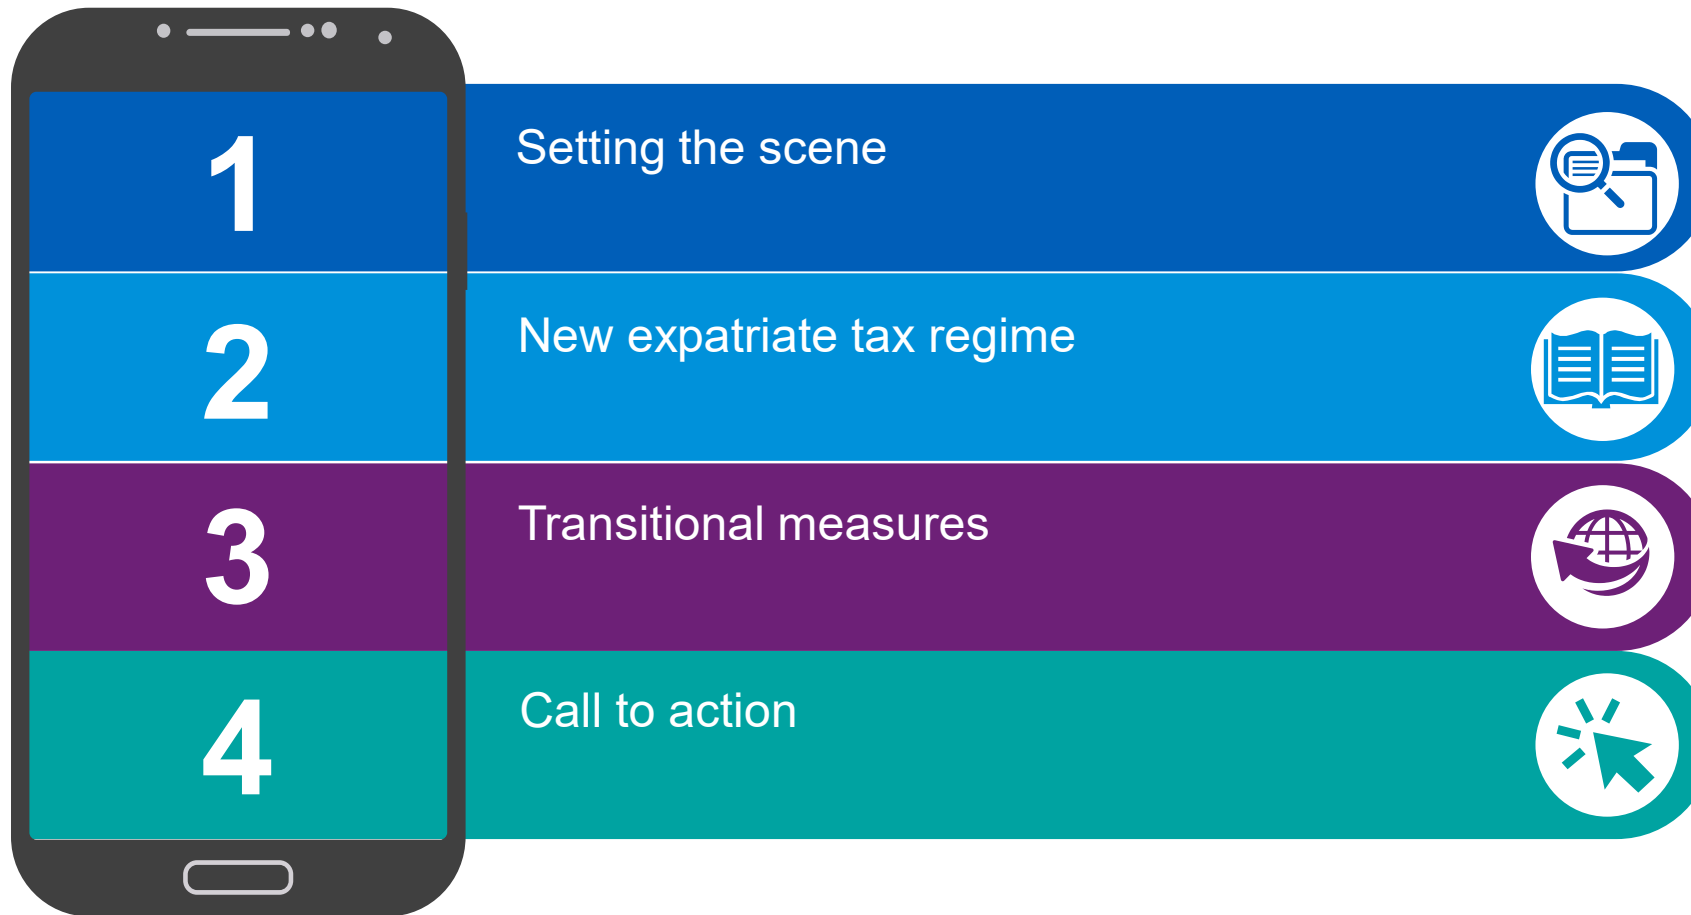 1
Setting the scene
2
New expatriate tax regime
3
Transitional measures
4
Call to action